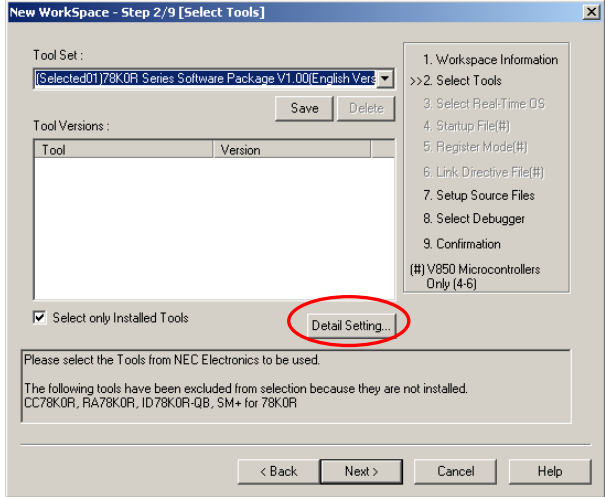 New WorkSpace - Step 2/9 [Select Tools]
Tool Set :
(Selected01)78K0R Series Software Package V1.00(English Vers
Save
Delete
Tool Versions :
Tool
Version
Select only Installed Tools
Detail Setting...
1. Workspace Information
>>2. Select Tools
3. Select Real-Time OS
4. Startup File(#)
5. Register Mode(#)
6. Link Directive File(#)
7. Setup Source Files
8. Select Debugger
9. Confirmation
(#) V850 Microcontrollers
Only (4-6)
Please select the Tools from NEC Electronics to be used.
The following tools have been excluded from selection because they are not installed.
CC78K0R, RA78K0R, ID78K0R-QB, SM+ for 78K0R
< Back
Next >
Cancel
Help